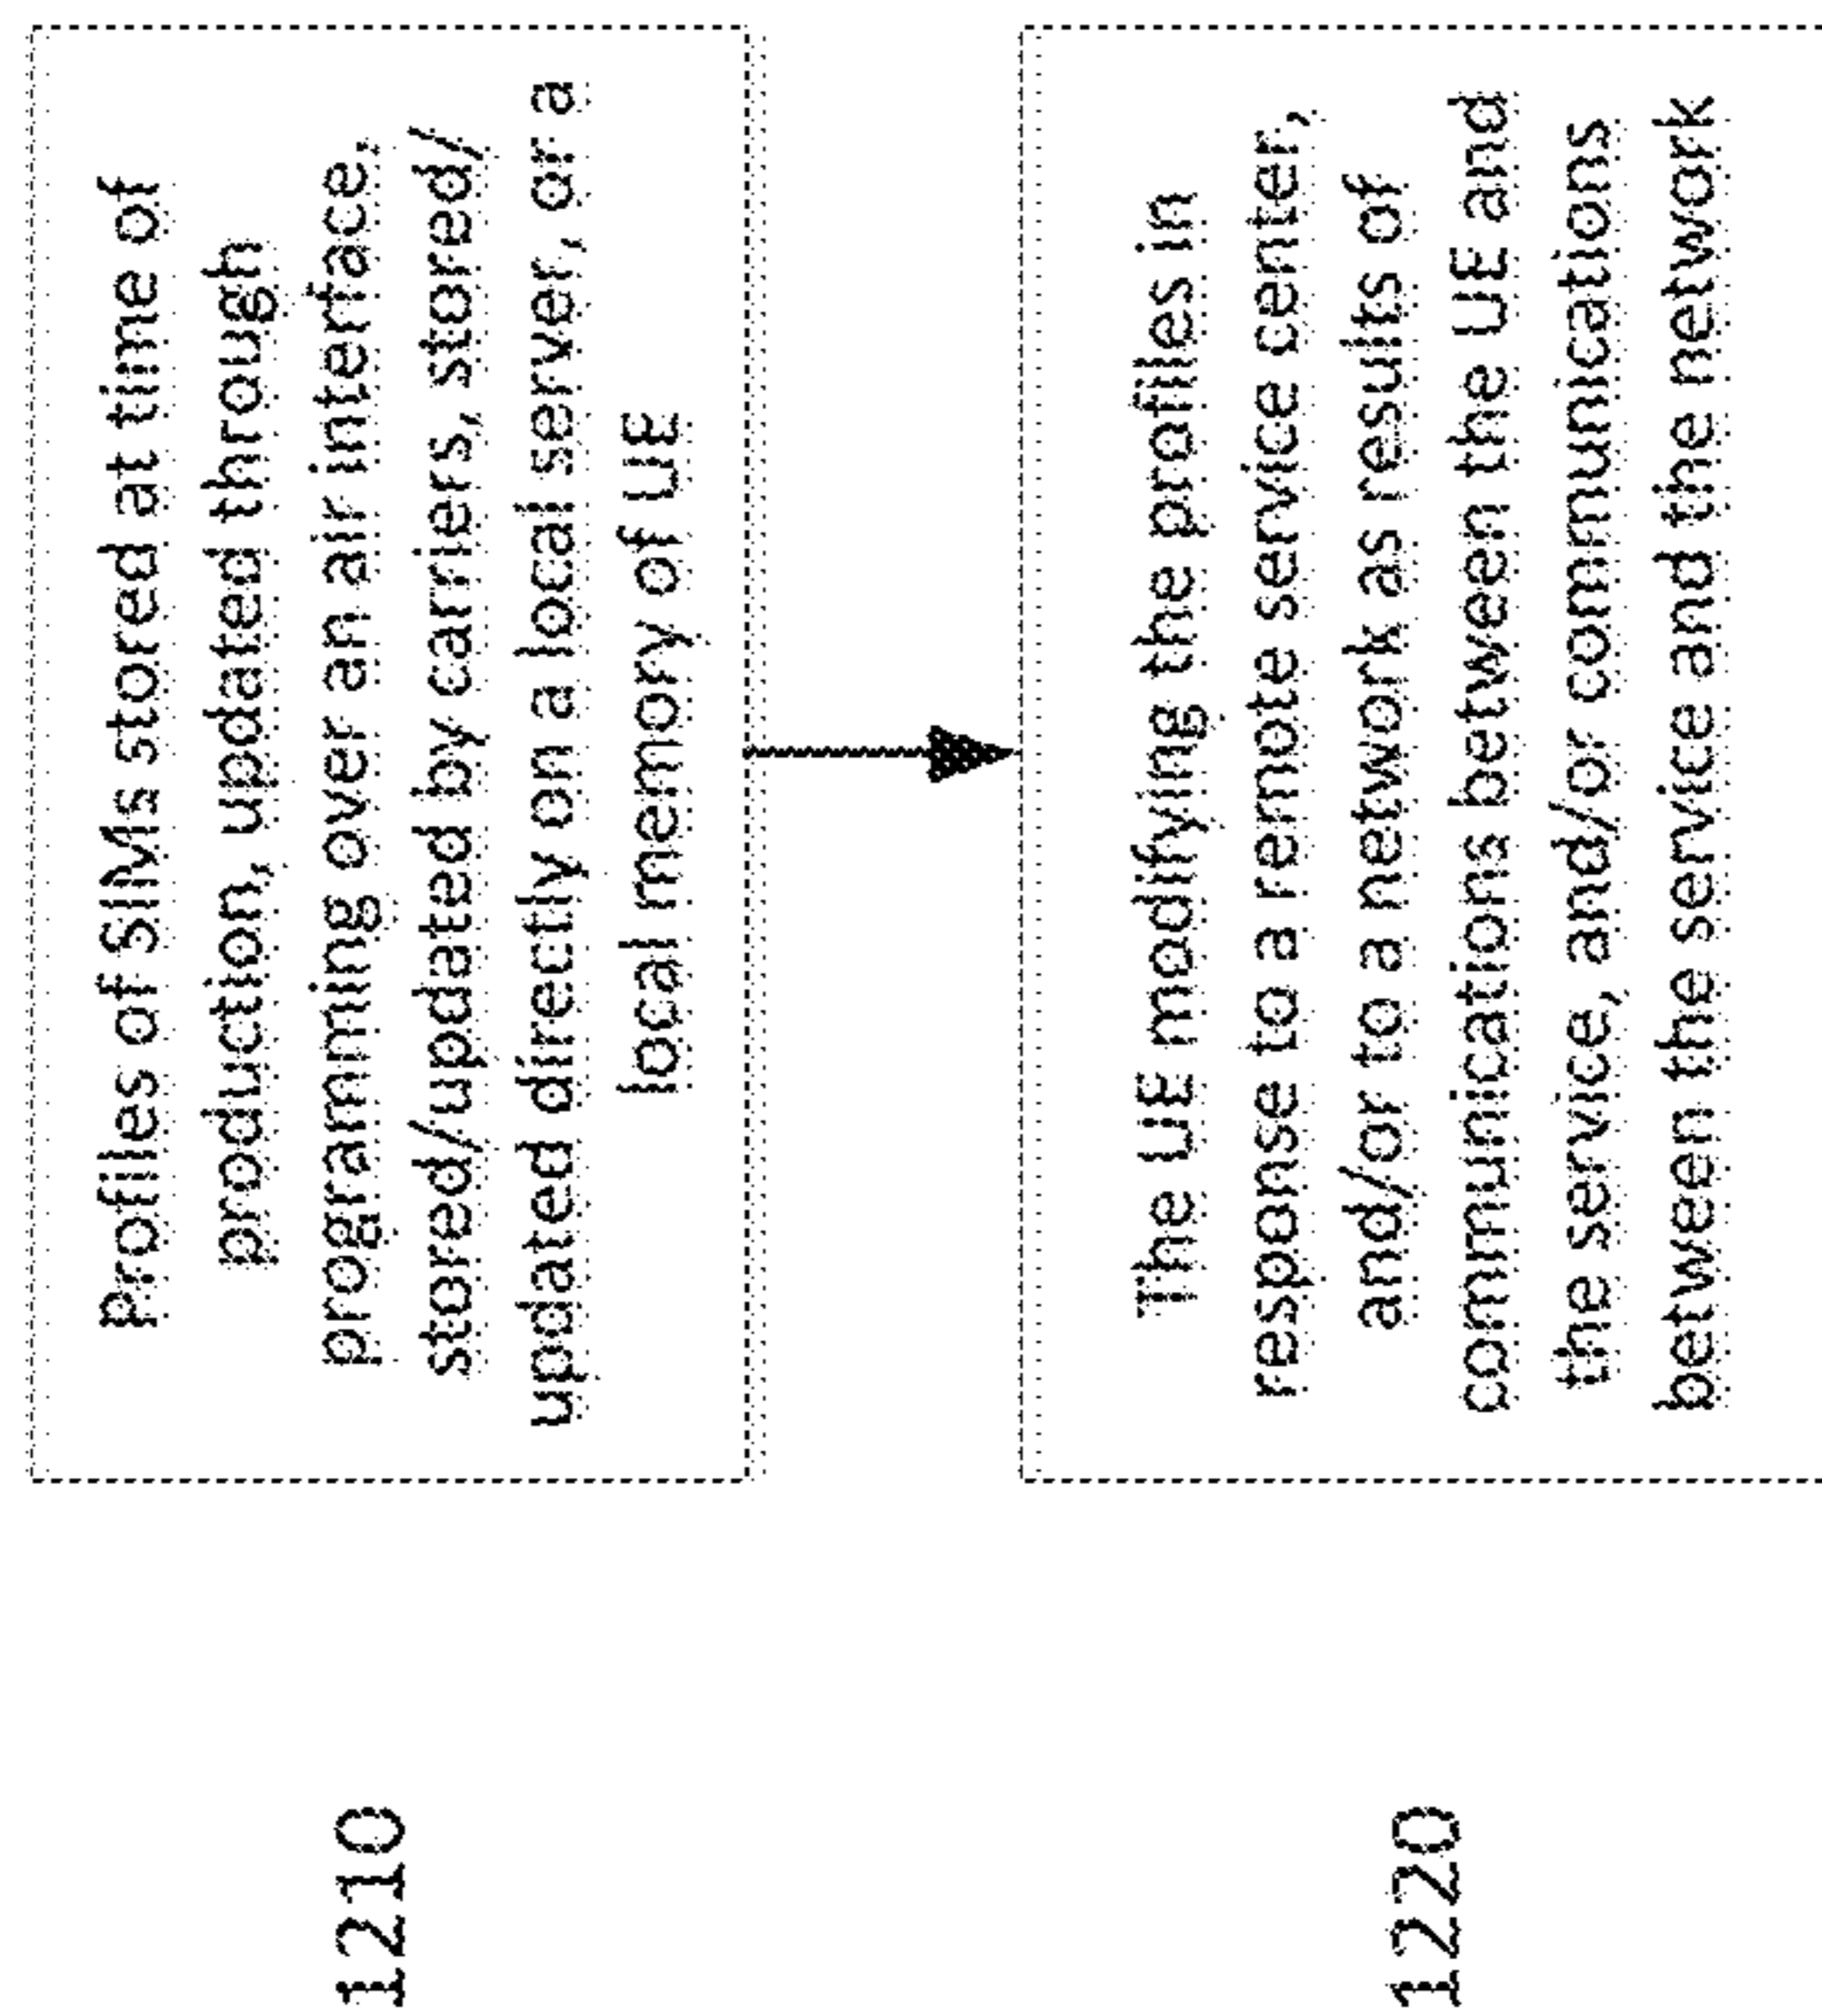 1210
Profiles of SIMs stored at time of
production, updated through
programming over an air interface,
stored/updated by carriers, stored/
updated directly on a local server, or a
local memory of UE
1220
The UE modifying the profiles in
response to a remote service center,
and/or to a network as results of
communications between the UE and
the service, and/or communications
between the service and the network